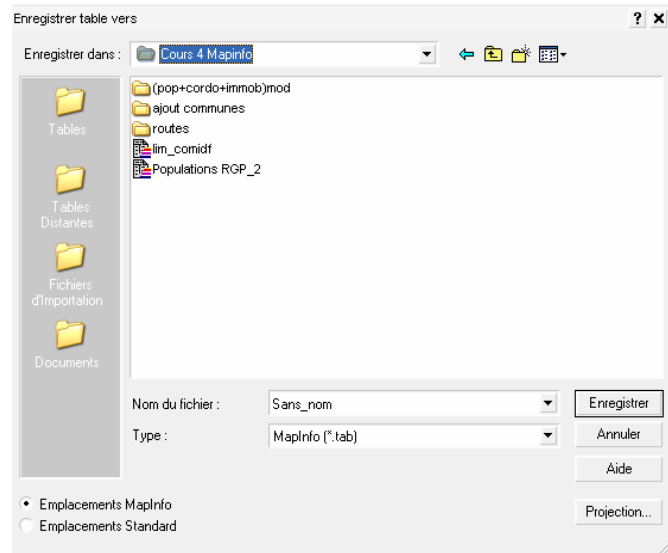 Enregistrer table vers
Enregistrer dans :
Cours 4 Mapinfo
(pop+cordo+immob)mod
ajout communes
routes
lim_comidf
Populations RGP_2
Tables
Tables
Distantes
Fichiers
d'Importation
Documents
Nom du fichier :
Sans_nom
Enregistrer
Type :
MapInfo (*.tab)
Annuler
Aide
Emplacements MapInfo
Emplacements Standard
Projection...